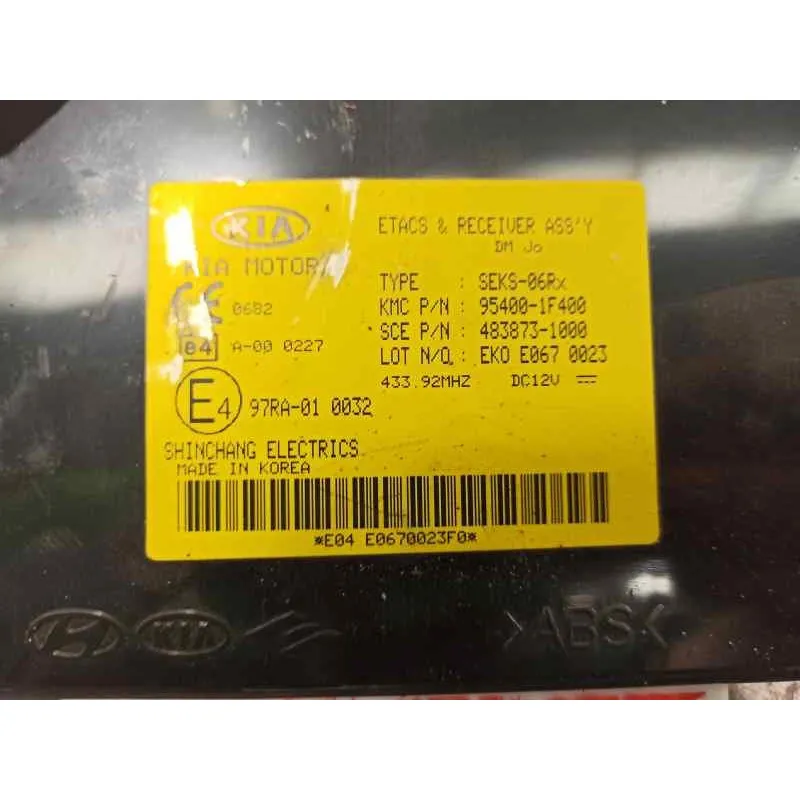 KIA
KIA MOTOR
ETACS & RECEIVER ASS'Y
DM Jo
TYPE : SEKS-06Rx
KMC P/N : 95400-1F400
SCE P/N : 483873-1000
LOT N/O : EKO E067 0023
433.92MHZ DC12V
CE 0682
e4 A-00 0227
E4 97RA-01 0032
SHINCHANG ELECTRICS
MADE IN KOREA
*E04 E0670023F0*
KIA
>ABS<